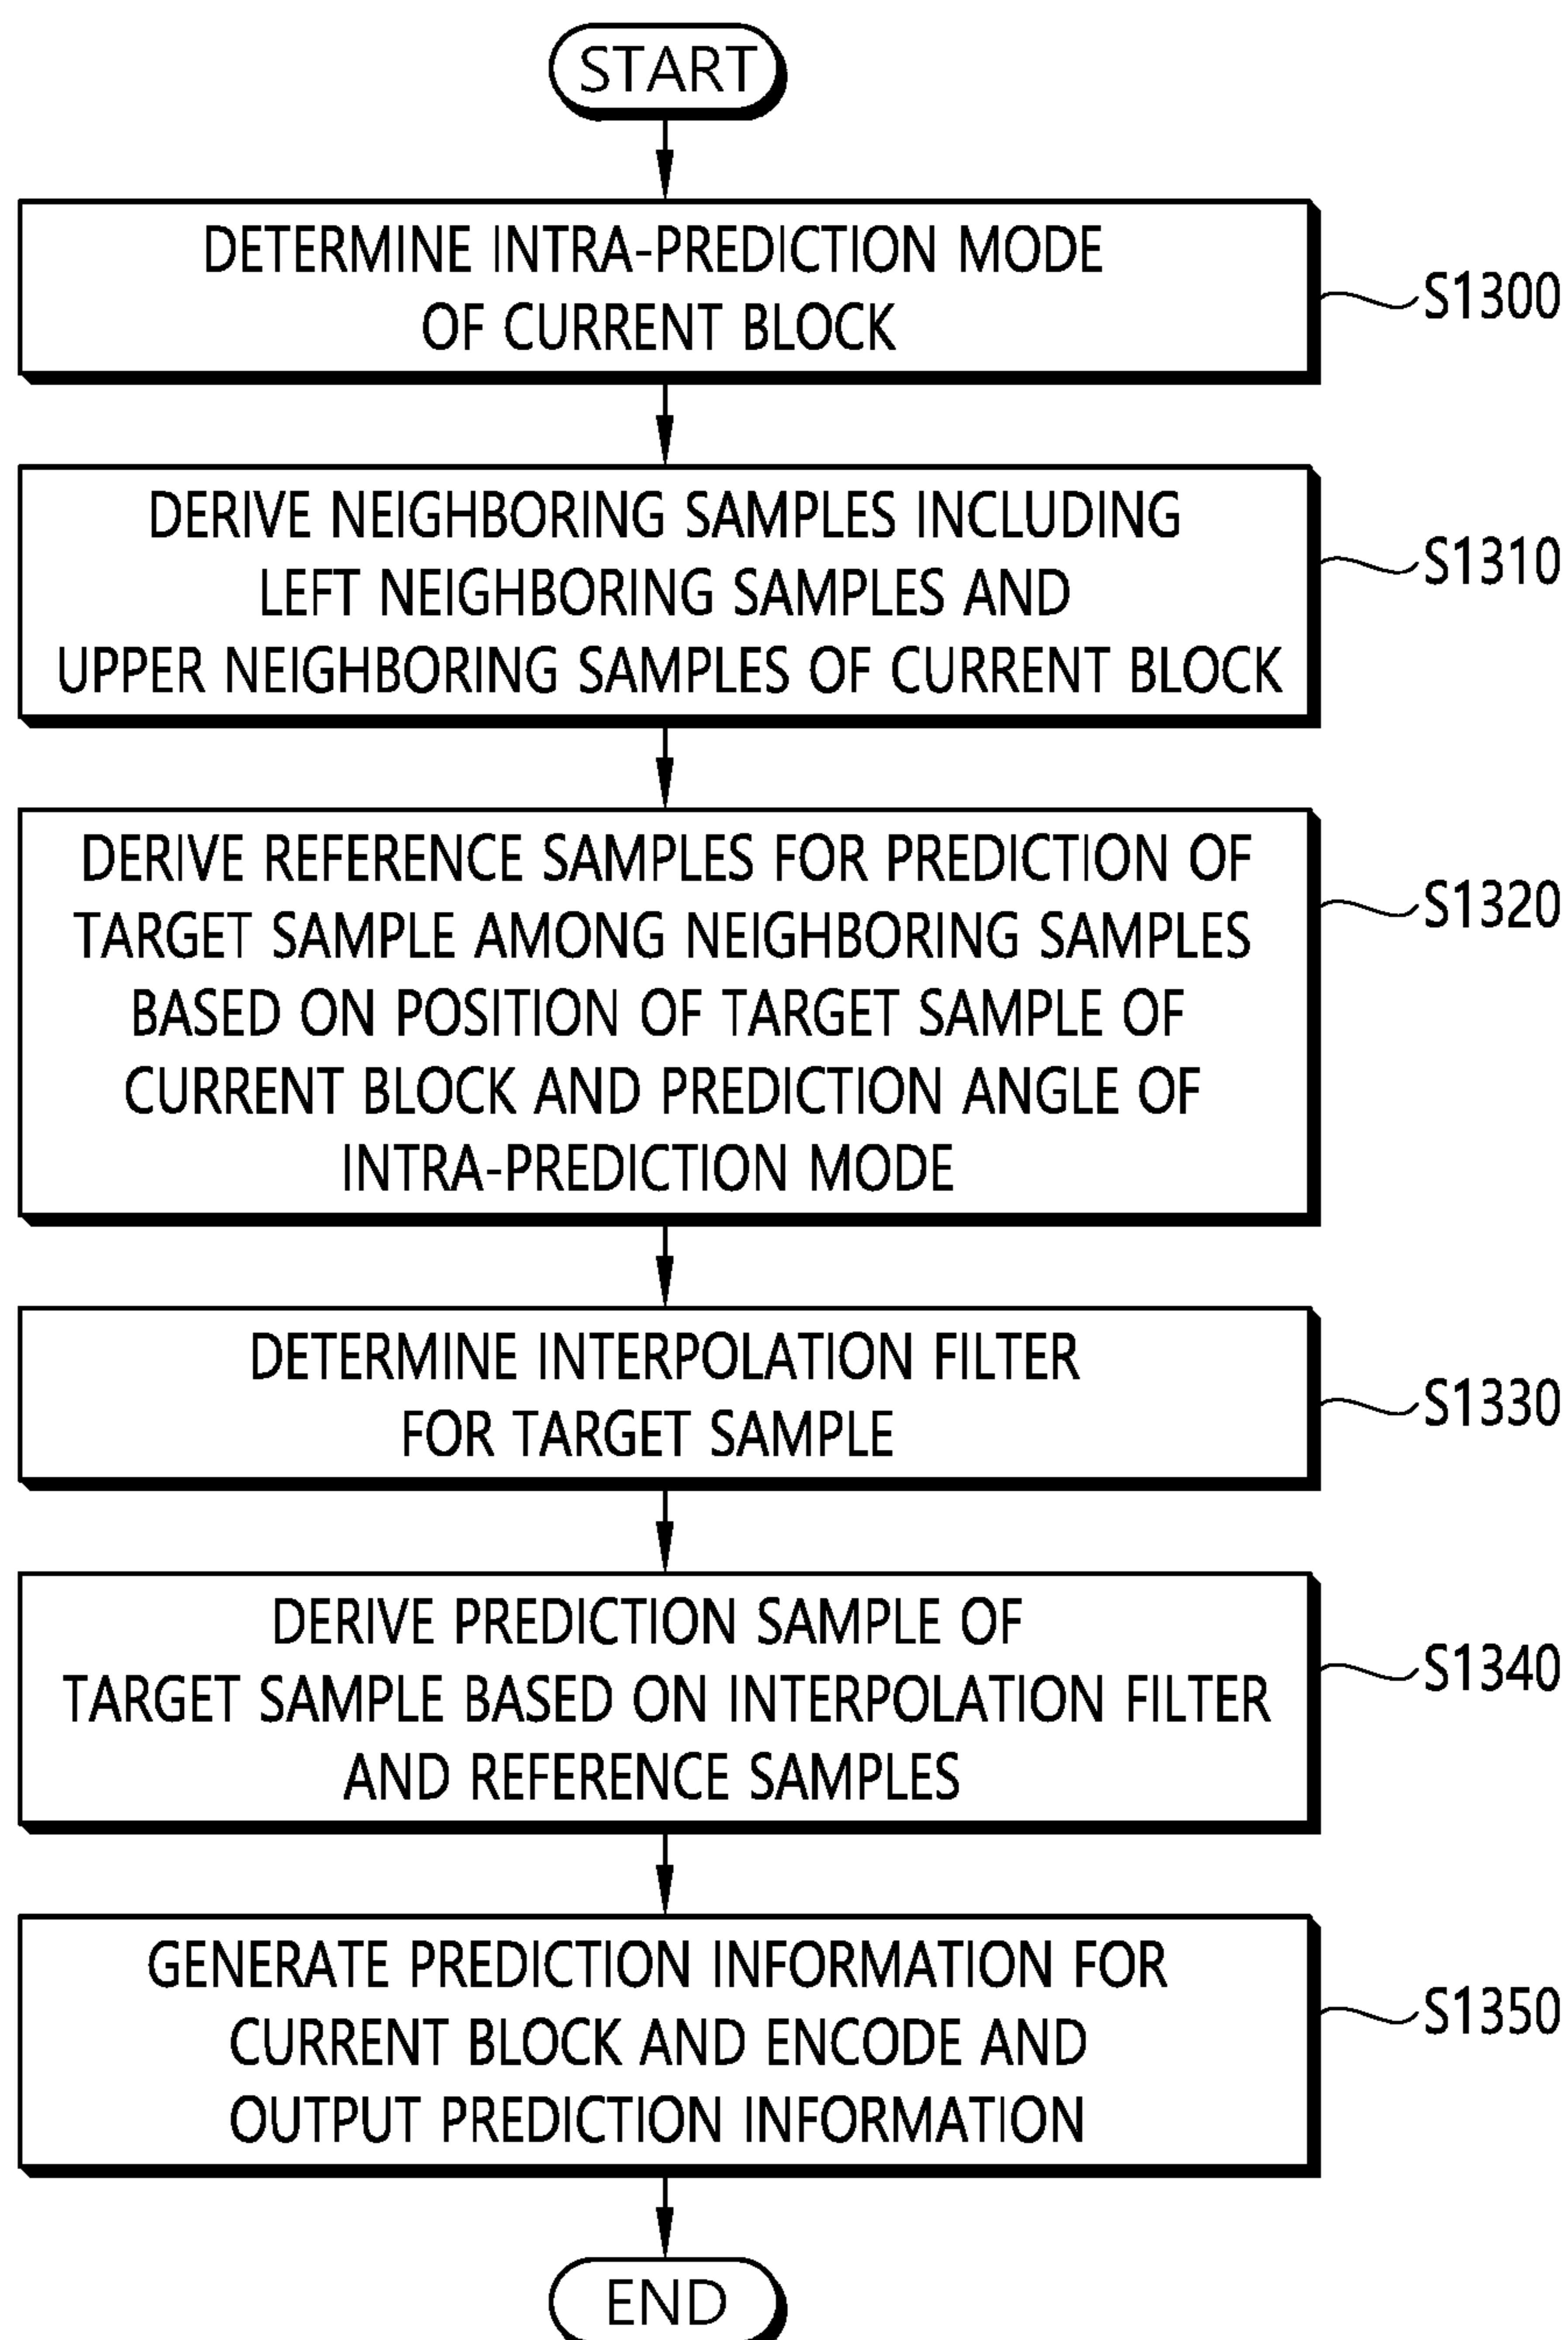 START
DETERMINE INTRA-PREDICTION MODE
OF CURRENT BLOCK
S1300
DERIVE NEIGHBORING SAMPLES INCLUDING
LEFT NEIGHBORING SAMPLES AND
UPPER NEIGHBORING SAMPLES OF CURRENT BLOCK
S1310
DERIVE REFERENCE SAMPLES FOR PREDICTION OF
TARGET SAMPLE AMONG NEIGHBORING SAMPLES
BASED ON POSITION OF TARGET SAMPLE OF
CURRENT BLOCK AND PREDICTION ANGLE OF
INTRA-PREDICTION MODE
S1320
DETERMINE INTERPOLATION FILTER
FOR TARGET SAMPLE
S1330
DERIVE PREDICTION SAMPLE OF
TARGET SAMPLE BASED ON INTERPOLATION FILTER
AND REFERENCE SAMPLES
S1340
GENERATE PREDICTION INFORMATION FOR
CURRENT BLOCK AND ENCODE AND
OUTPUT PREDICTION INFORMATION
S1350
END